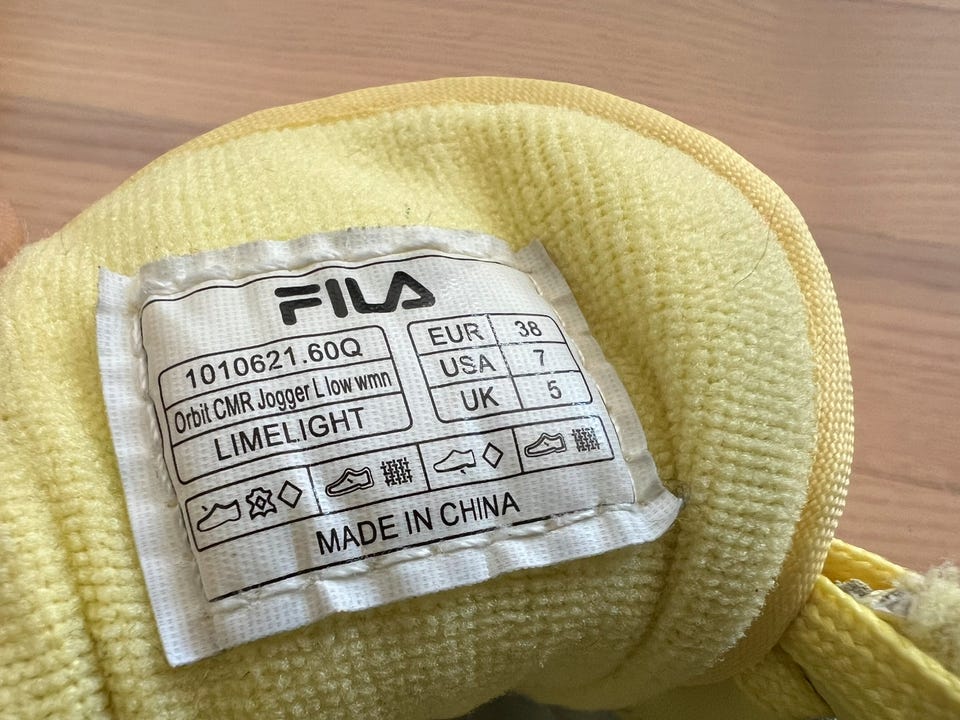 FILA
1010621.60Q
Orbit CMR Jogger L low wmn
LIMELIGHT
EUR 38
USA 7
UK 5
MADE IN CHINA